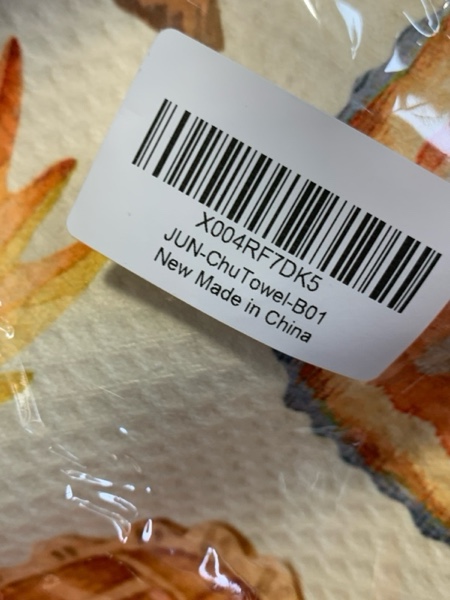 X004RF7DK5
JUN-ChuTowel-B01
New Made in China